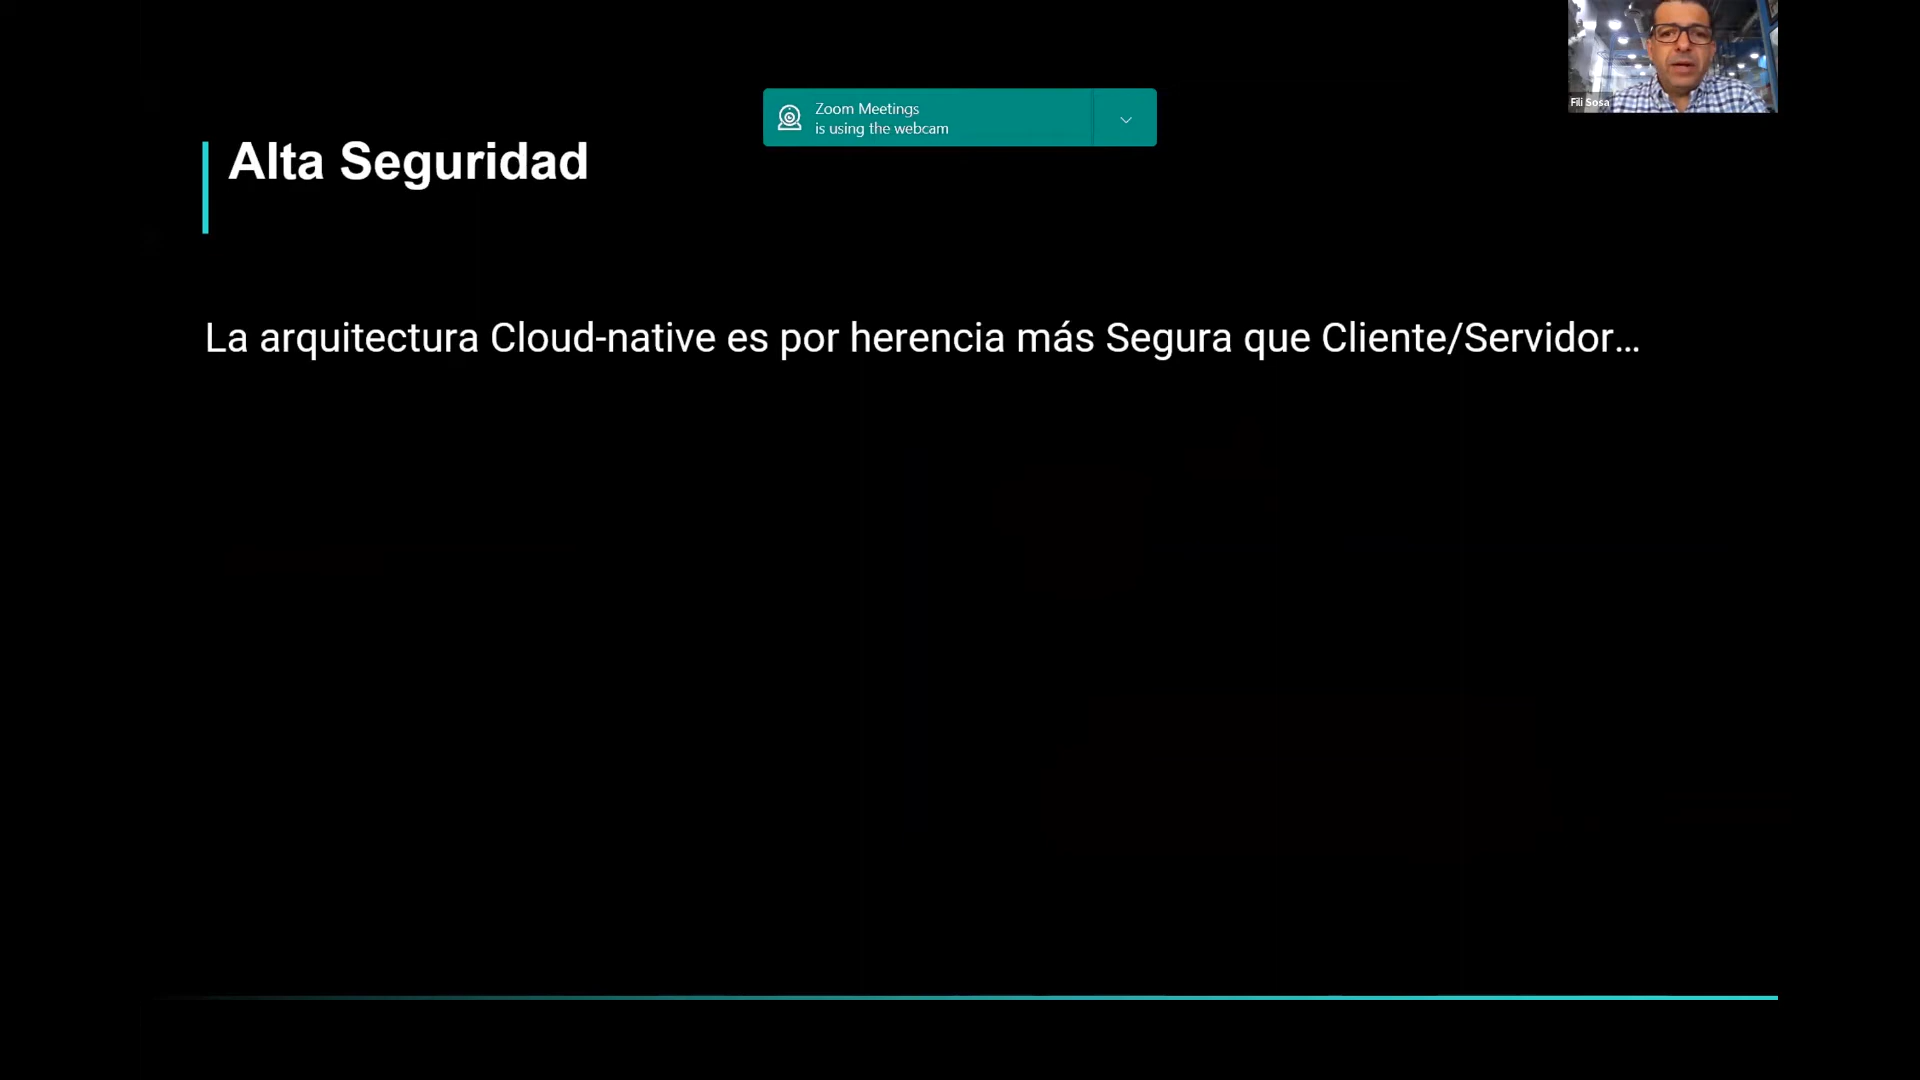 Zoom Meetings
is using the webcam
Fili Sosa
Alta Seguridad
La arquitectura Cloud-native es por herencia más Segura que Cliente/Servidor...